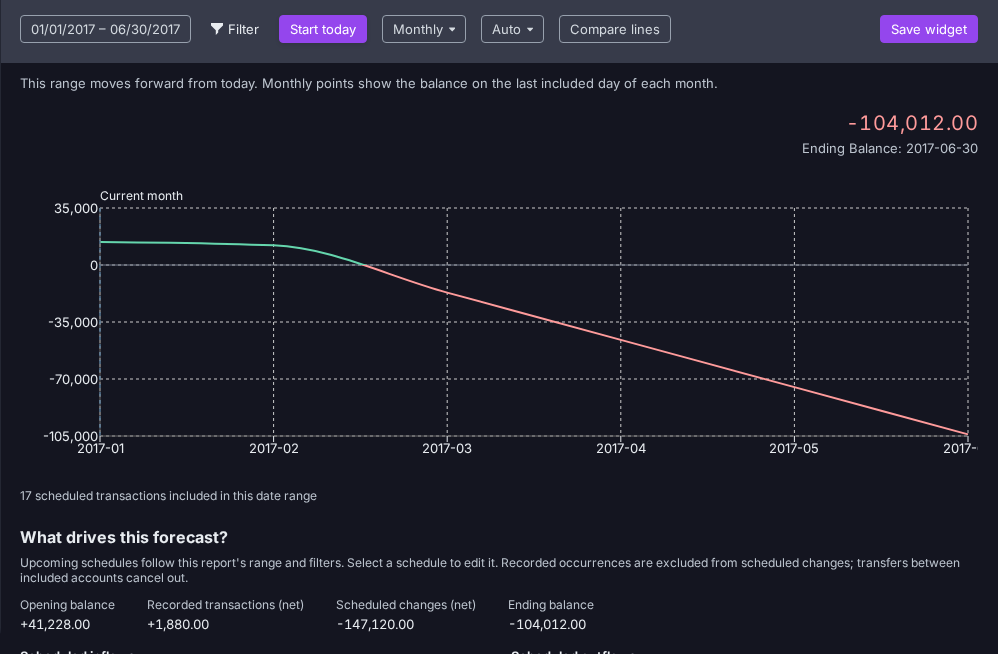 01/01/2017 – 06/30/2017 Filter Start today Monthly Auto Compare lines Save widget
This range moves forward from today. Monthly points show the balance on the last included day of each month.
-104,012.00
Ending Balance: 2017-06-30
Current month
35,000
0
-35,000
-70,000
-105,000
2017-01 2017-02 2017-03 2017-04 2017-05 2017-
17 scheduled transactions included in this date range
What drives this forecast?
Upcoming schedules follow this report's range and filters. Select a schedule to edit it. Recorded occurrences are excluded from scheduled changes; transfers between
included accounts cancel out.
Opening balance Recorded transactions (net) Scheduled changes (net) Ending balance
+41,228.00 +1,880.00 -147,120.00 -104,012.00